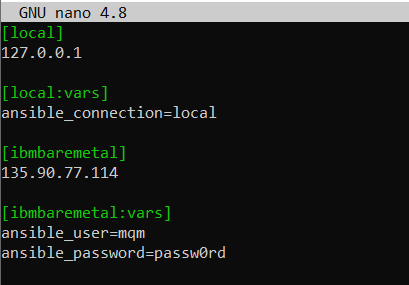 GNU nano 4.8
[local]
127.0.0.1
[local:vars]
ansible_connection=local
[ibmbaremetal]
135.90.77.114
[ibmbaremetal:vars]
ansible_user=mqm
ansible_password=passw0rd